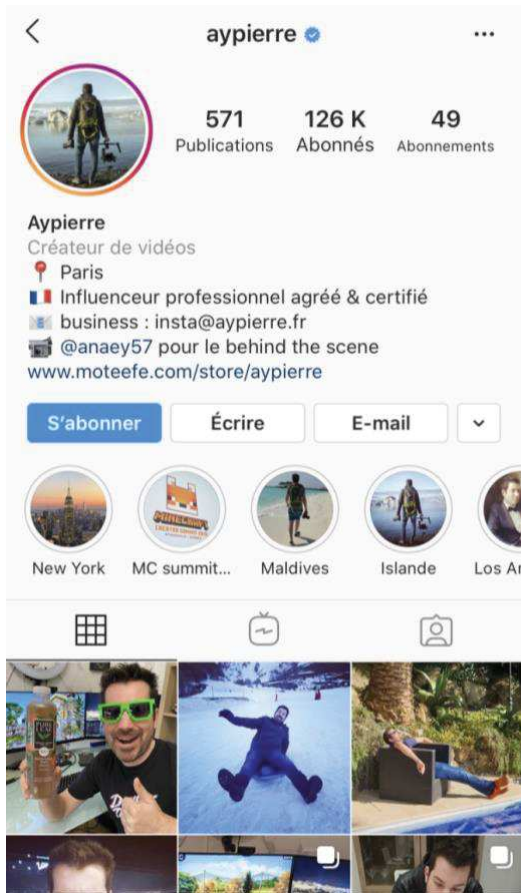 aypierre
571 126 K 49
Publications Abonnés Abonnements
Aypierre
Créateur de vidéos
Paris
Influenceur professionnel agréé & certifié
business : insta@aypierre.fr
@anaey57 pour le behind the scene
www.moteefe.com/store/aypierre
S'abonner Écrire E-mail
MINECRAFT
New York MC summit... Maldives Islande Los An